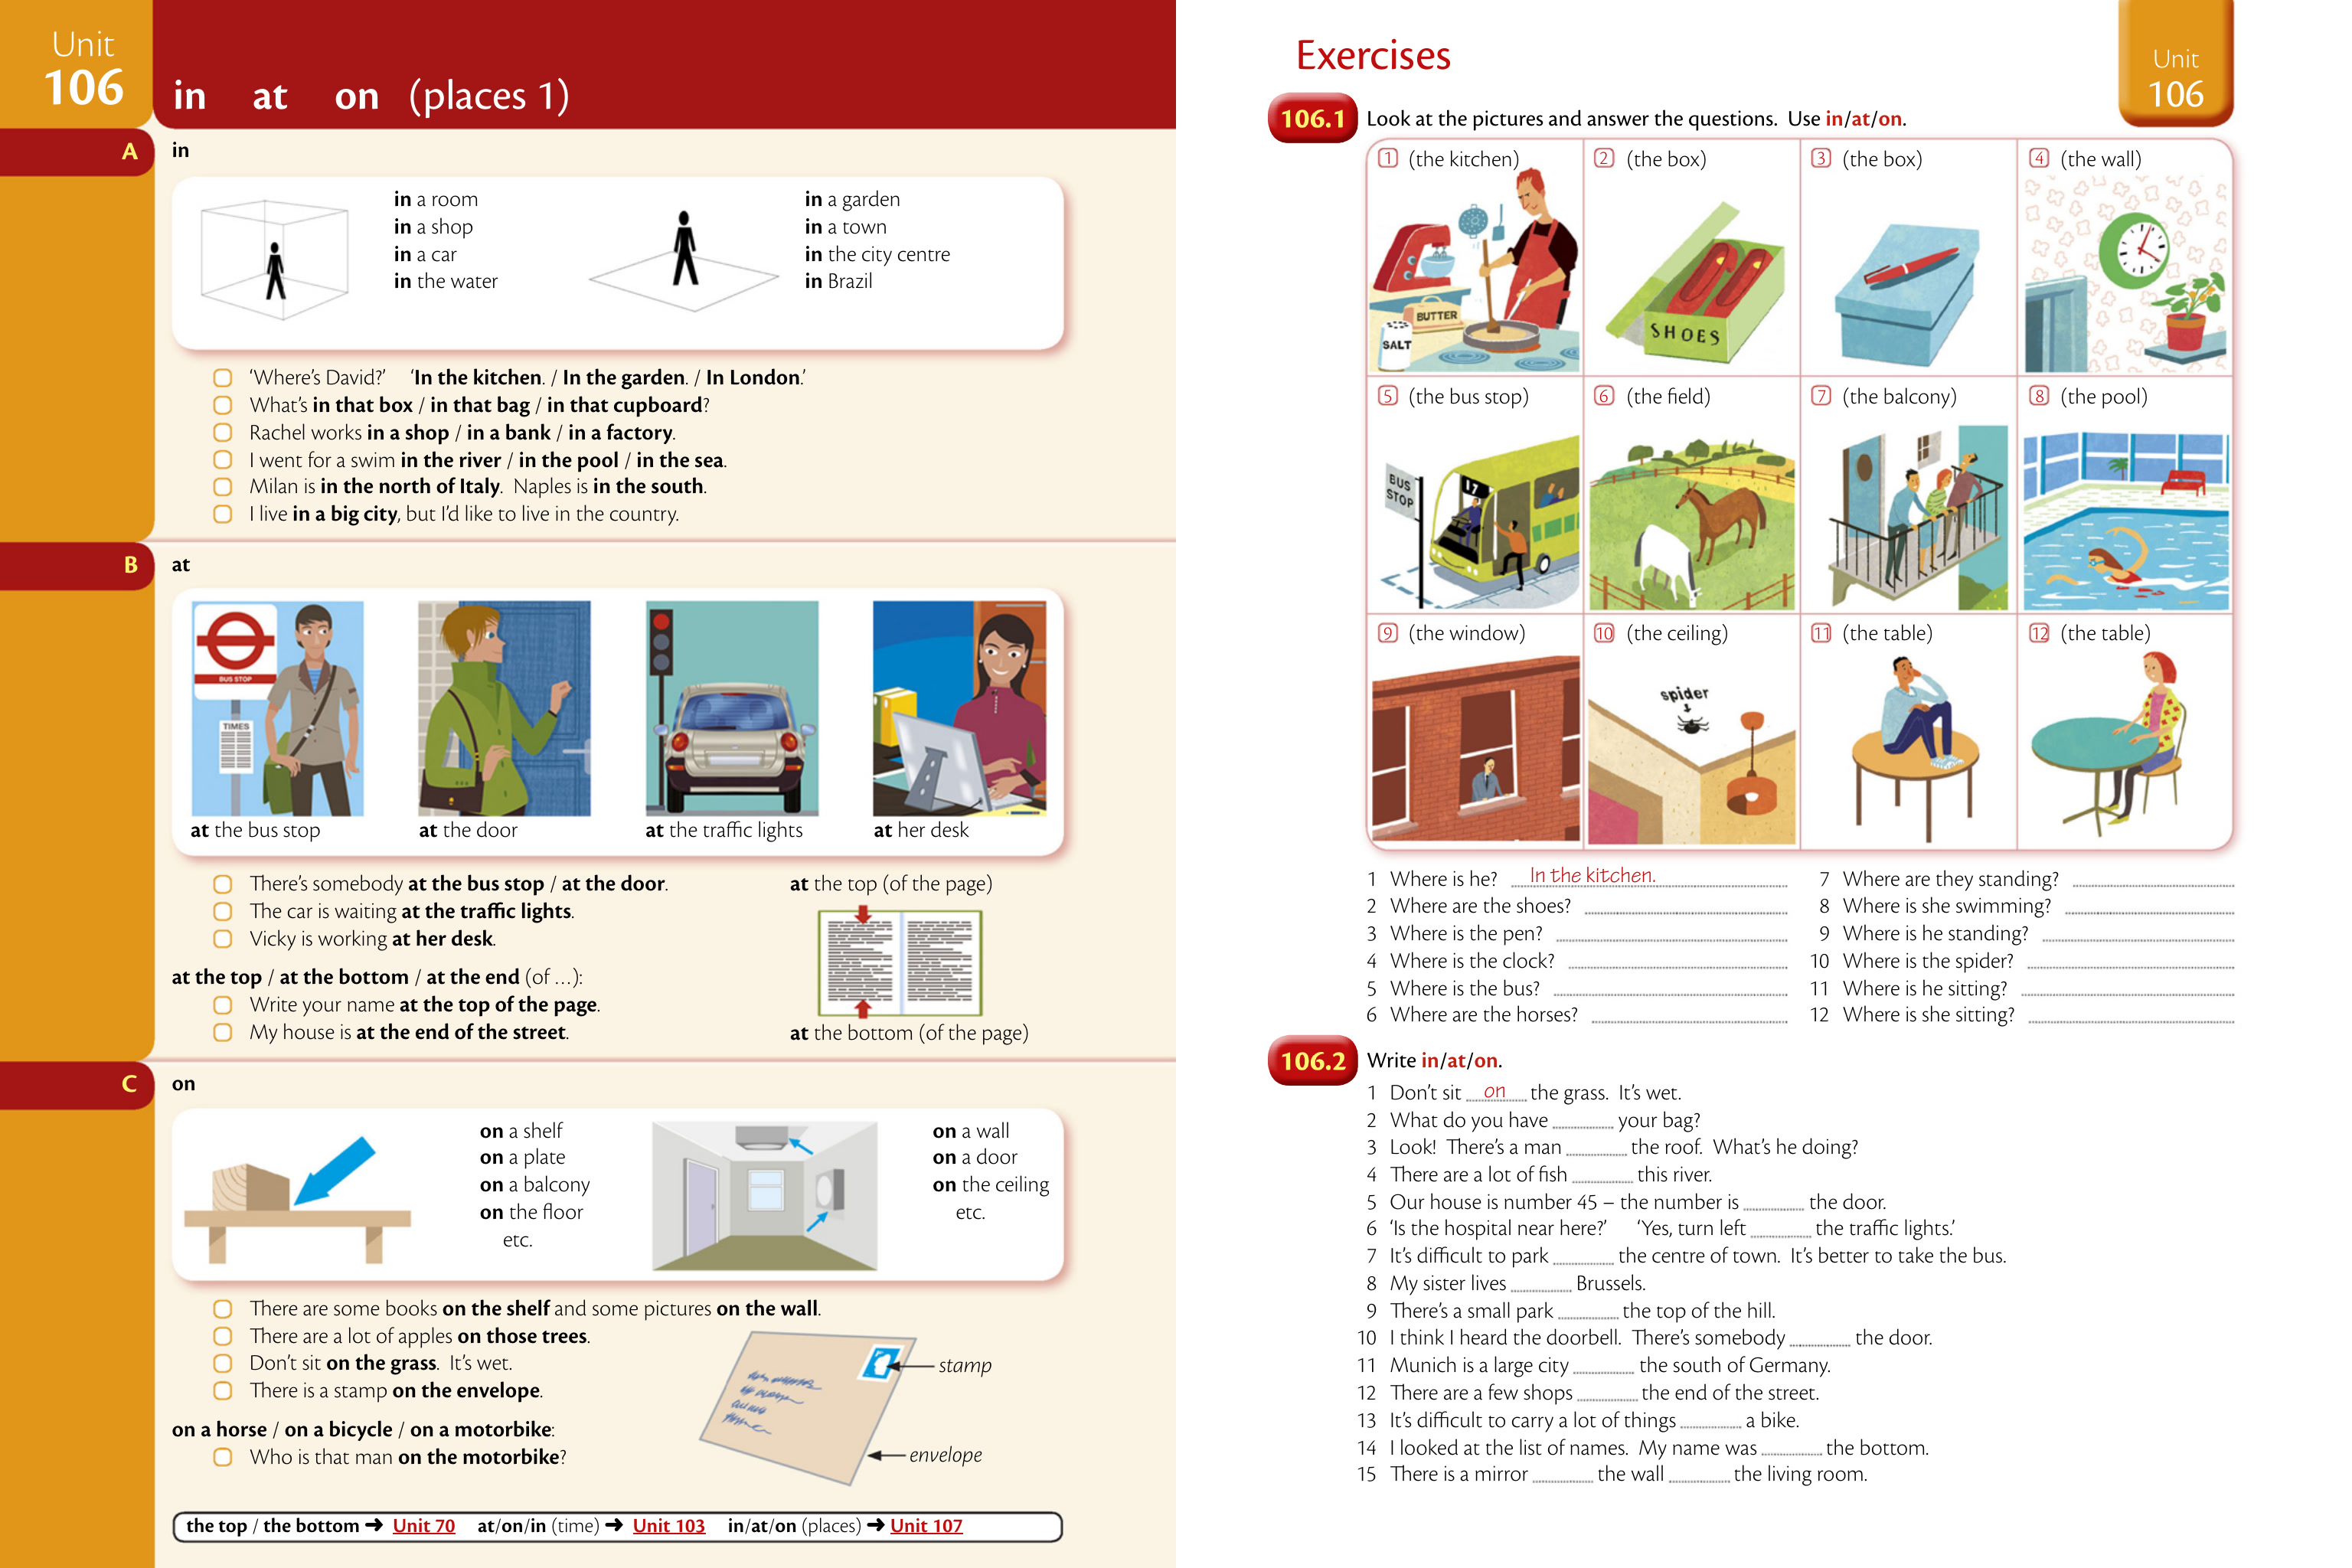 Unit
106
in at on (places 1)
A
in
in a room
in a shop
in a car
in the water
in a garden
in a town
in the city centre
in Brazil
‘Where’s David?’ ‘In the kitchen. / In the garden. / In London.’
What’s in that box / in that bag / in that cupboard?
Rachel works in a shop / in a bank / in a factory.
I went for a swim in the river / in the pool / in the sea.
Milan is in the north of Italy. Naples is in the south.
I live in a big city, but I’d like to live in the country.
B
at
BUS STOP
TIMES
at the bus stop
at the door
at the traffic lights
at her desk
There’s somebody at the bus stop / at the door.
The car is waiting at the traffic lights.
Vicky is working at her desk.
at the top / at the bottom / at the end (of …):
Write your name at the top of the page.
My house is at the end of the street.
at the top (of the page)
at the bottom (of the page)
C
on
on a shelf
on a plate
on a balcony
on the floor
etc.
on a wall
on a door
on the ceiling
etc.
There are some books on the shelf and some pictures on the wall.
There are a lot of apples on those trees.
Don’t sit on the grass. It’s wet.
There is a stamp on the envelope.
on a horse / on a bicycle / on a motorbike:
Who is that man on the motorbike?
stamp
envelope
the top / the bottom ➜ Unit 70 at/on/in (time) ➜ Unit 103 in/at/on (places) ➜ Unit 107
Exercises
Unit
106
106.1 Look at the pictures and answer the questions. Use in/at/on.
1 (the kitchen)
BUTTER
SALT
2 (the box)
SHOES
3 (the box)
4 (the wall)
5 (the bus stop)
BUS
STOP
17
6 (the field)
7 (the balcony)
8 (the pool)
9 (the window)
10 (the ceiling)
spider
11 (the table)
12 (the table)
1 Where is he? In the kitchen.
2 Where are the shoes?
3 Where is the pen?
4 Where is the clock?
5 Where is the bus?
6 Where are the horses?
7 Where are they standing?
8 Where is she swimming?
9 Where is he standing?
10 Where is the spider?
11 Where is he sitting?
12 Where is she sitting?
106.2 Write in/at/on.
1 Don’t sit on the grass. It’s wet.
2 What do you have ........ your bag?
3 Look! There’s a man ........ the roof. What’s he doing?
4 There are a lot of fish ........ this river.
5 Our house is number 45 – the number is ........ the door.
6 ‘Is the hospital near here?’ ‘Yes, turn left ........ the traffic lights.’
7 It’s difficult to park ........ the centre of town. It’s better to take the bus.
8 My sister lives ........ Brussels.
9 There’s a small park ........ the top of the hill.
10 I think I heard the doorbell. There’s somebody ........ the door.
11 Munich is a large city ........ the south of Germany.
12 There are a few shops ........ the end of the street.
13 It’s difficult to carry a lot of things ........ a bike.
14 I looked at the list of names. My name was ........ the bottom.
15 There is a mirror ........ the wall ........ the living room.